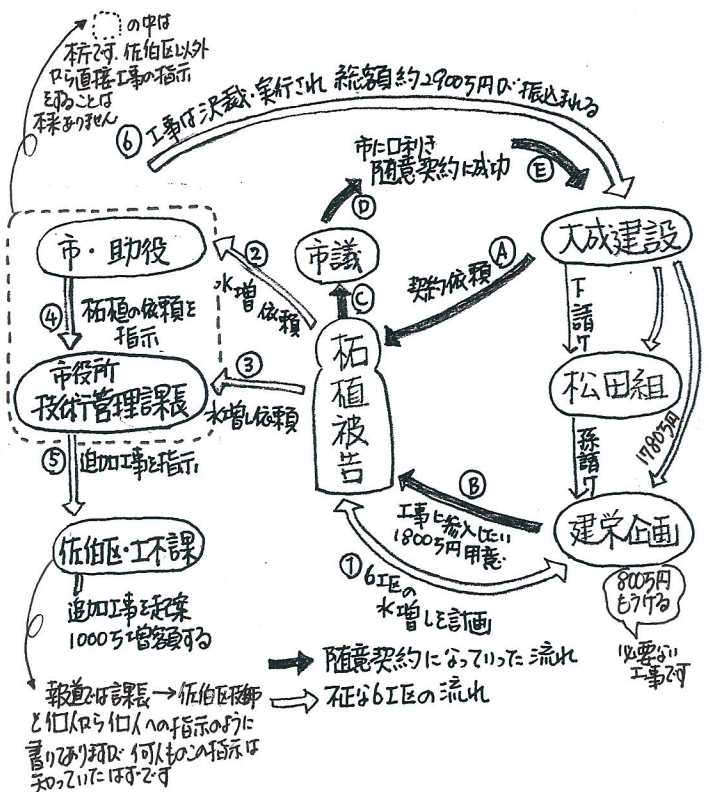 の中は
本庁です. 佐伯区以外
から直接工事の指示
をすることは
本来ありません
⑥ 工事は決裁・実行され 総額約2900万円が振込まれる
市に口利き
随意契約に成功
Ⓔ
Ⓓ
市・助役
② 水増 依頼
市議
Ⓐ
契約依頼
大成建設
④ 柘植の依頼を
指示
Ⓒ
下請け
市役所
技術管理課長
③
水増し依頼
柘植被告
松田組
1780万円
⑤ 追加工事を指示
孫請け
Ⓑ
工事に参入したい
1800万円用意
建栄企画
佐伯区・土木課
① 6工区の
水増しを計画
800万円
もうける
追加工事を起案
1000万増額する
必要ない
工事です
随意契約になっていった流れ
不正な6工区の流れ
報道では課長→佐伯区技師
と個人から個人への指示のように
書かれてありますが 何人もこの指示は
知っていたはずです